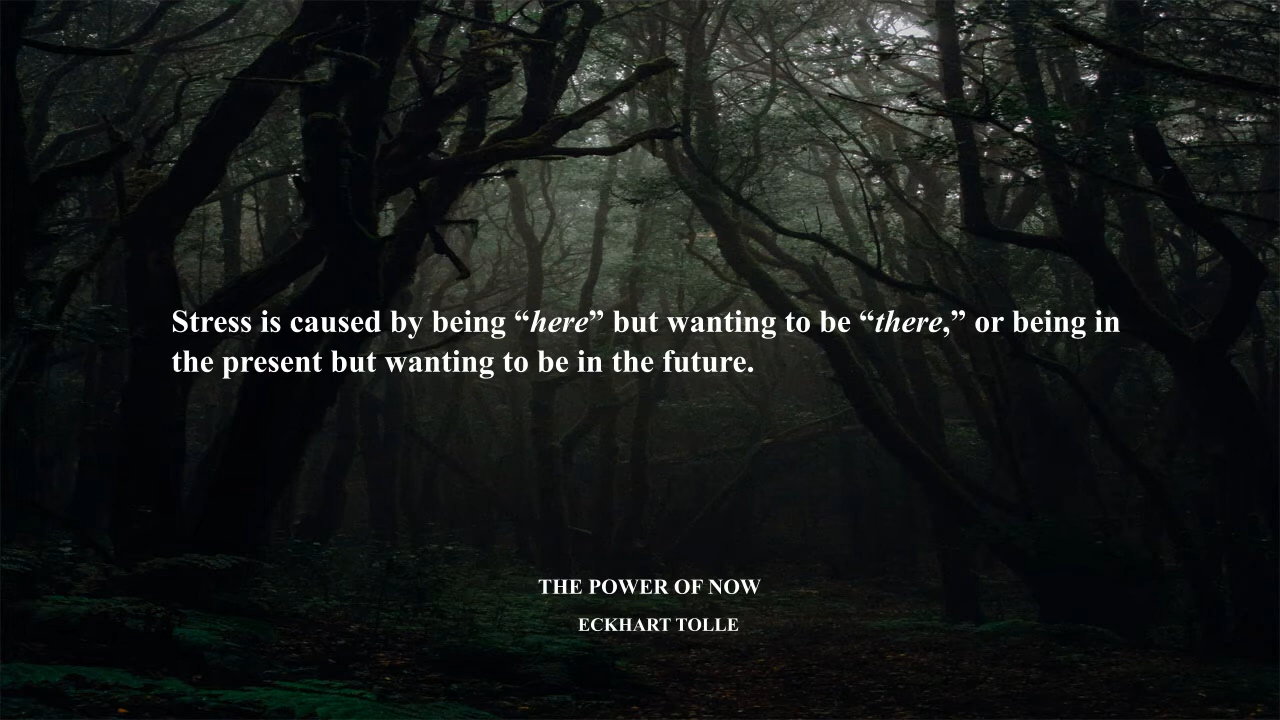 Stress is caused by being “here” but wanting to be “there,” or being in
the present but wanting to be in the future.
THE POWER OF NOW
ECKHART TOLLE